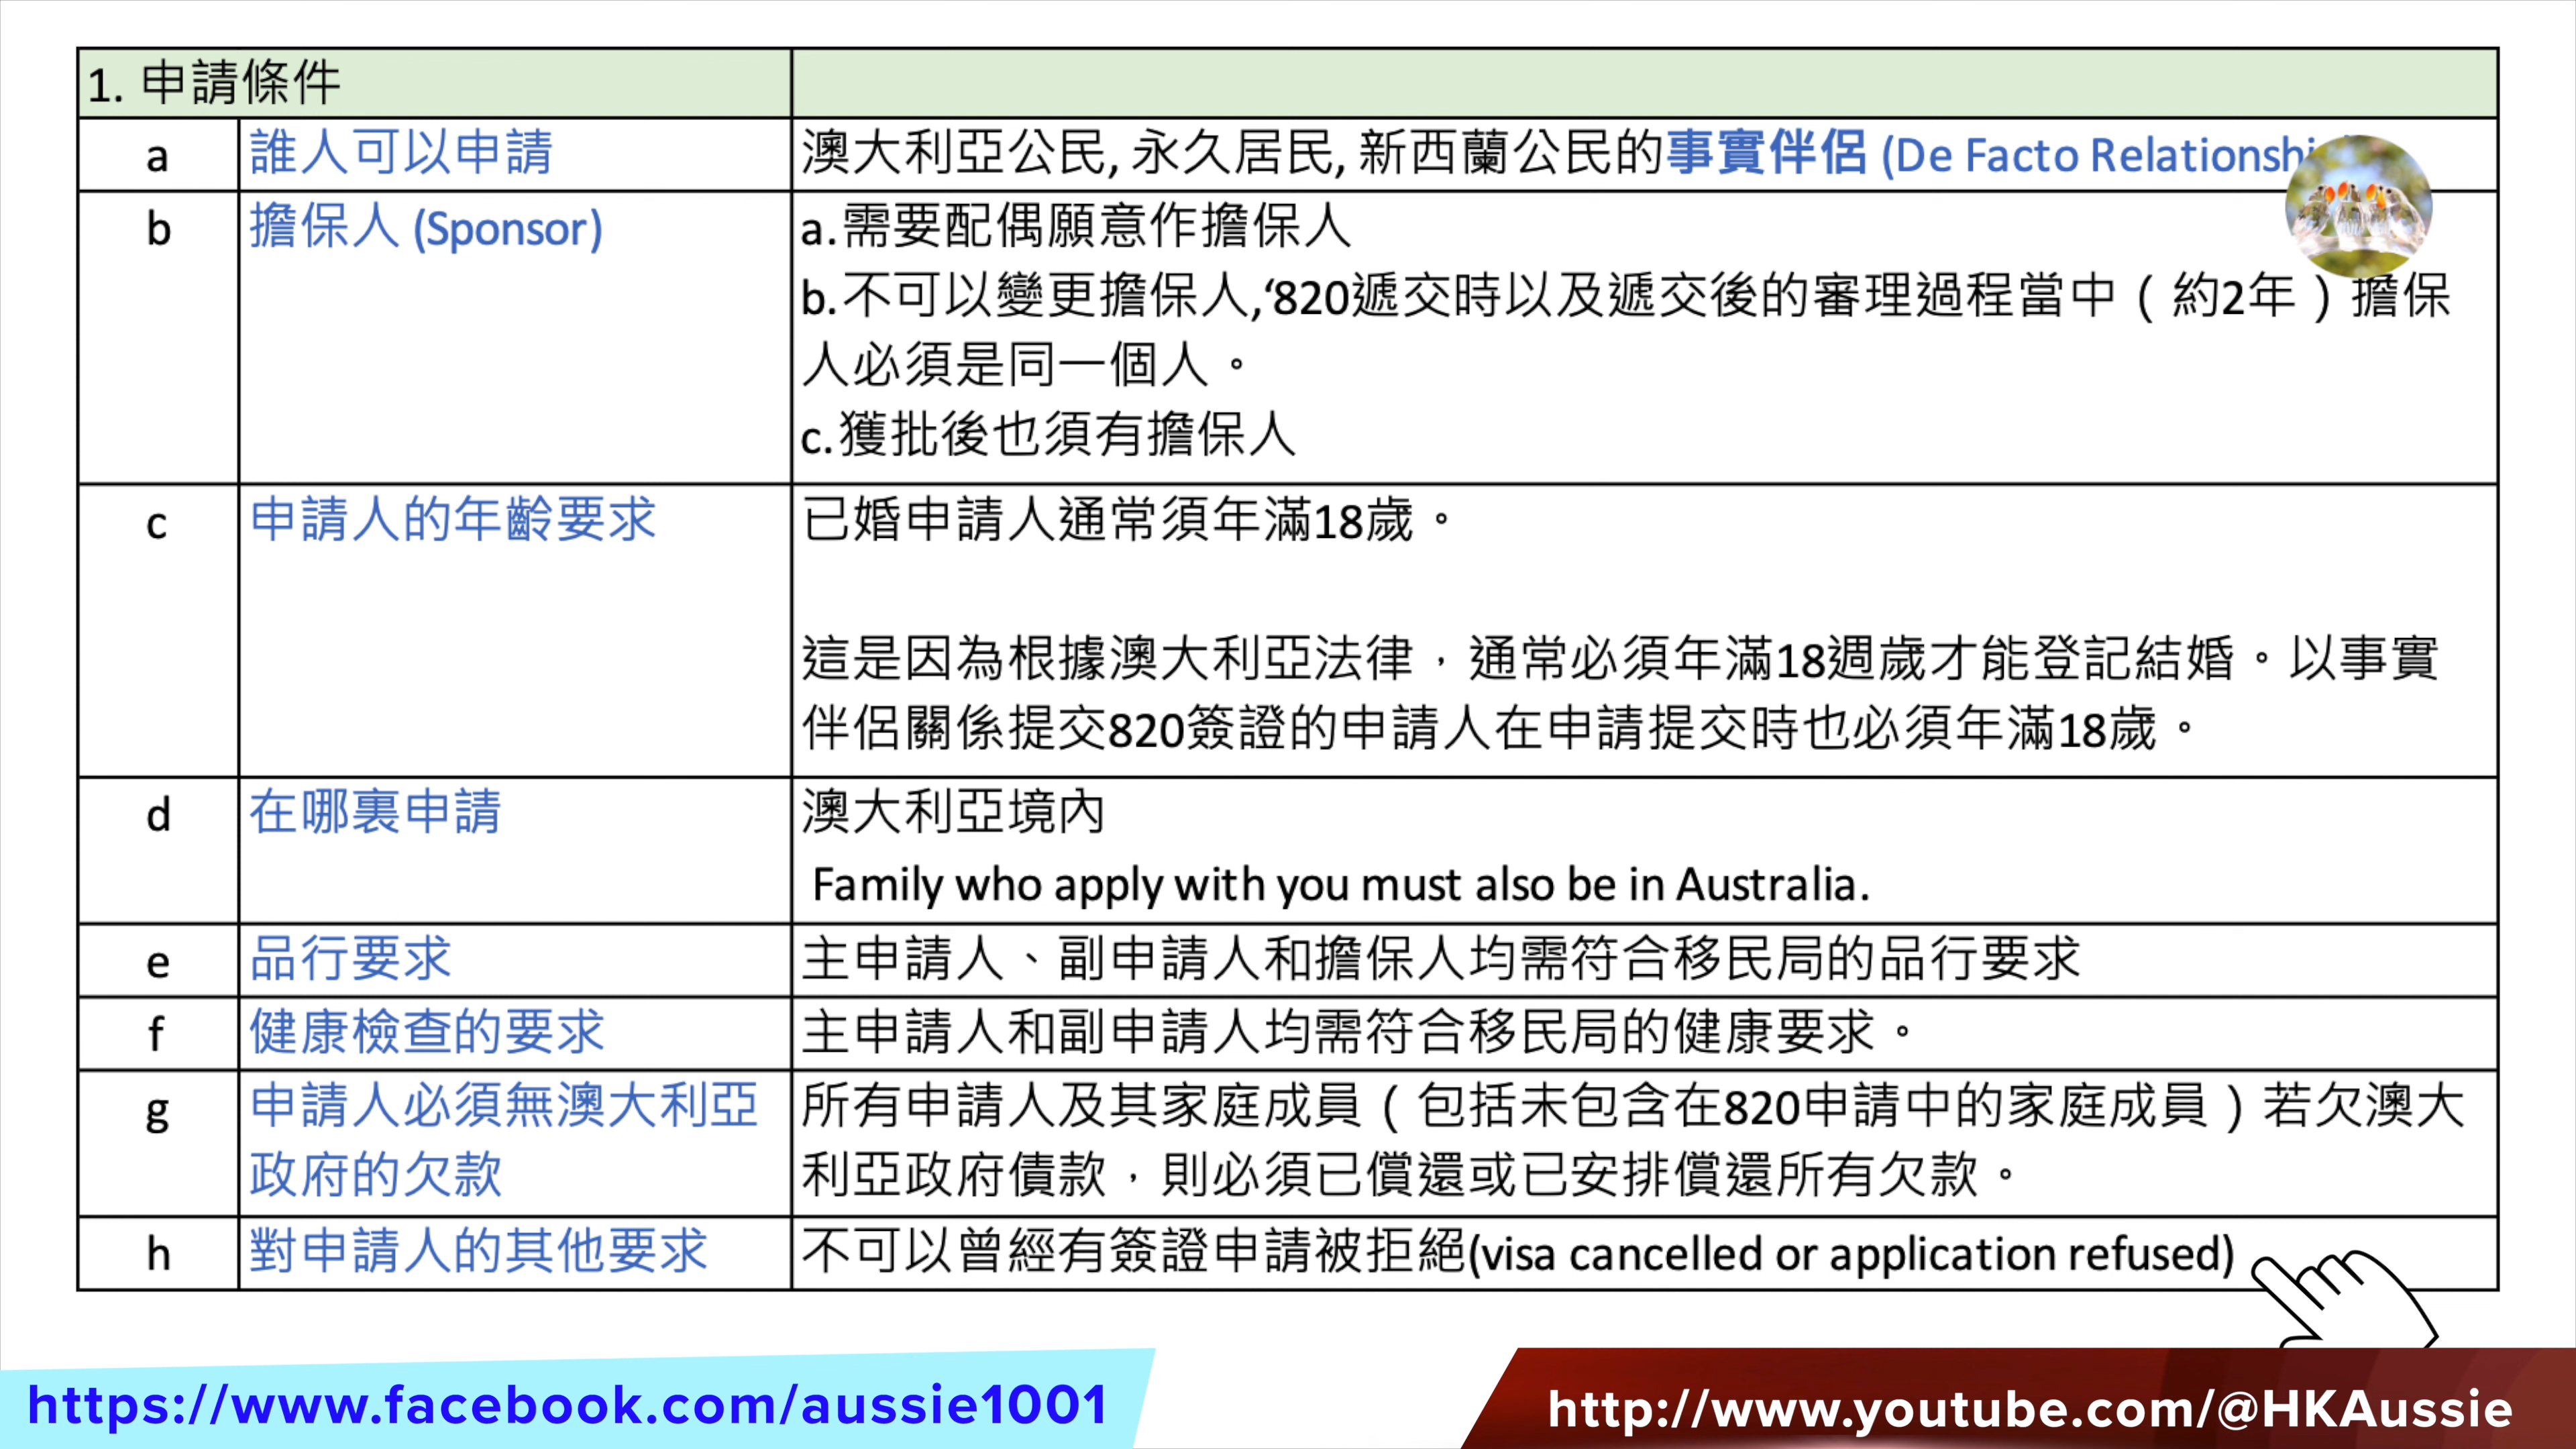 1. 申請條件
a 誰人可以申請 澳大利亞公民, 永久居民, 新西蘭公民的事實伴侶 (De Facto Relationshi
b 擔保人 (Sponsor) a.需要配偶願意作擔保人
b.不可以變更擔保人,‘820遞交時以及遞交後的審理過程當中（約2年）擔保
人必須是同一個人。
c.獲批後也須有擔保人
c 申請人的年齡要求 已婚申請人通常須年滿18歲。
這是因為根據澳大利亞法律，通常必須年滿18週歲才能登記結婚。以事實
伴侶關係提交820簽證的申請人在申請提交時也必須年滿18歲。
d 在哪裏申請 澳大利亞境內
Family who apply with you must also be in Australia.
e 品行要求 主申請人、副申請人和擔保人均需符合移民局的品行要求
f 健康檢查的要求 主申請人和副申請人均需符合移民局的健康要求。
g 申請人必須無澳大利亞 所有申請人及其家庭成員（包括未包含在820申請中的家庭成員）若欠澳大
政府的欠款 利亞政府債款，則必須已償還或已安排償還所有欠款。
h 對申請人的其他要求 不可以曾經有簽證申請被拒絕(visa cancelled or application refused)
https://www.facebook.com/aussie1001
http://www.youtube.com/@HKAussie